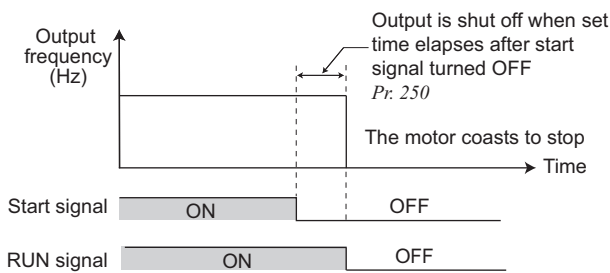 Output
frequency
(Hz)
Output is shut off when set
time elapses after start
signal turned OFF
Pr. 250
The motor coasts to stop
Time
Start signal
ON
OFF
RUN signal
ON
OFF